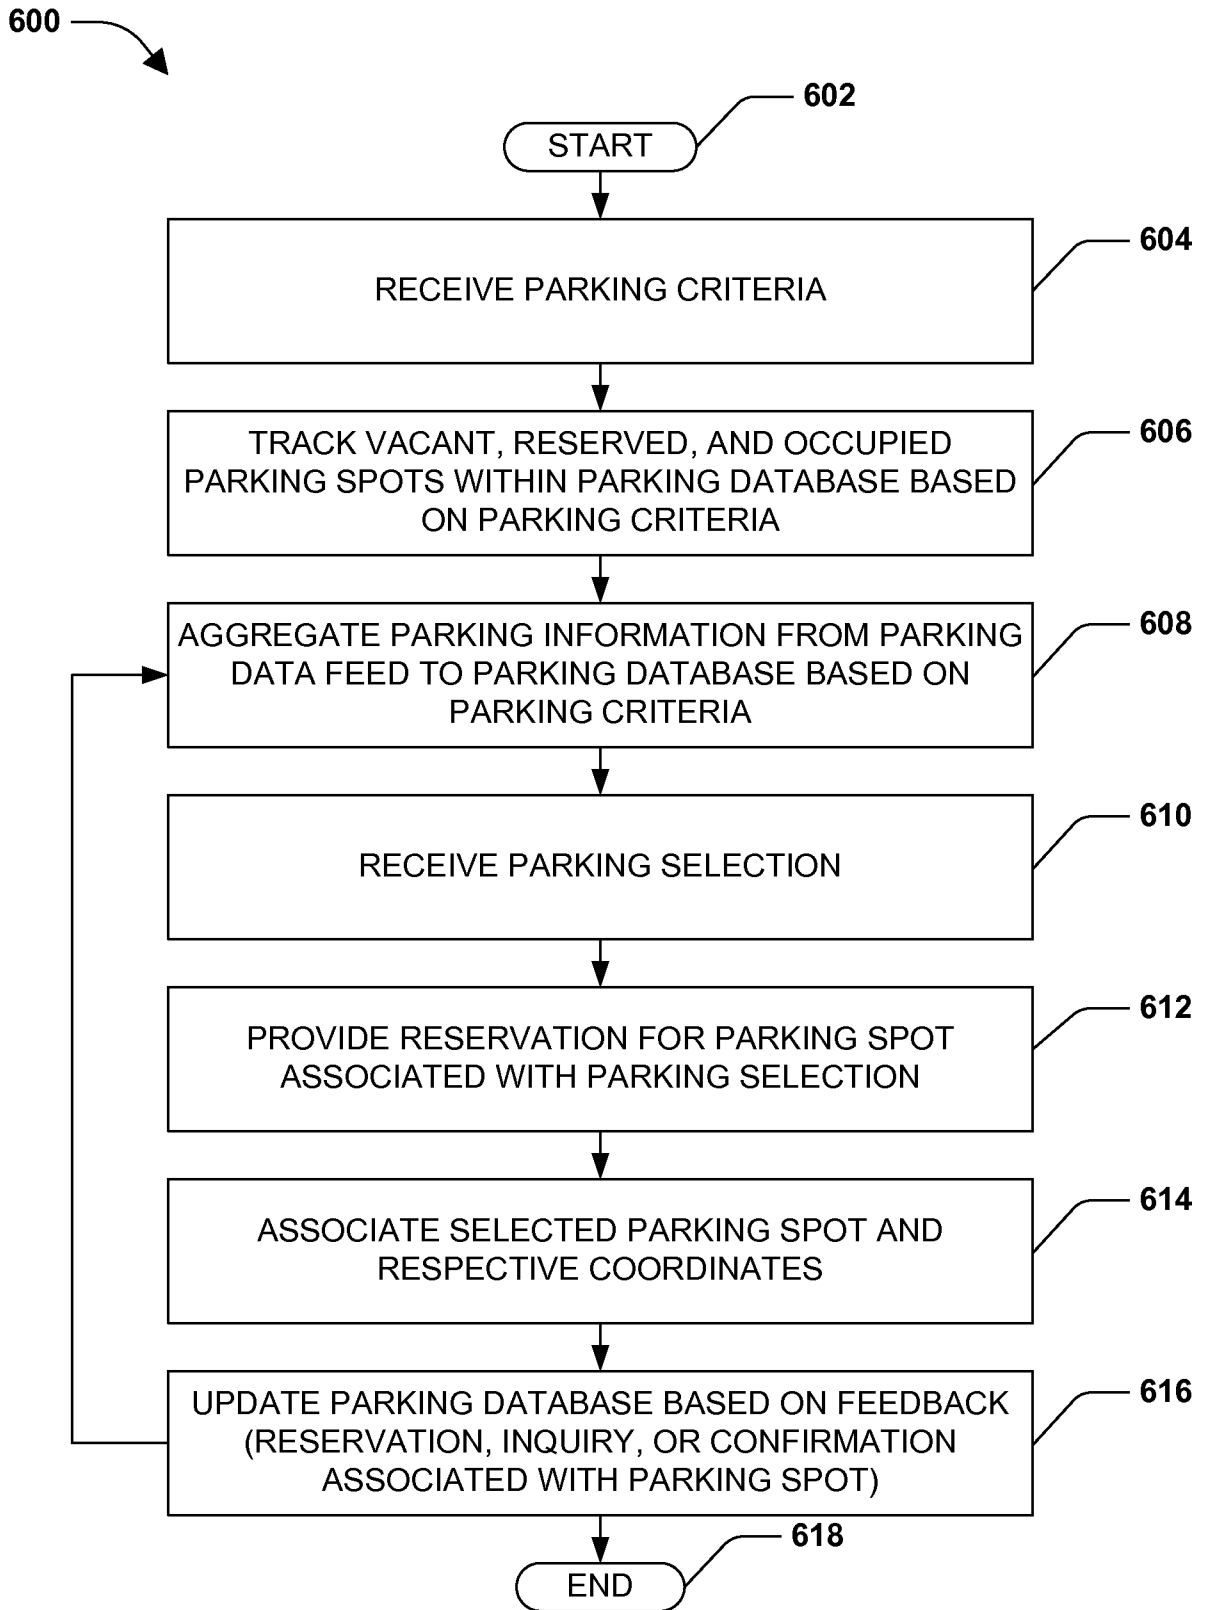 600
602
START
604
RECEIVE PARKING CRITERIA
606
TRACK VACANT, RESERVED, AND OCCUPIED
PARKING SPOTS WITHIN PARKING DATABASE BASED
ON PARKING CRITERIA
608
AGGREGATE PARKING INFORMATION FROM PARKING
DATA FEED TO PARKING DATABASE BASED ON
PARKING CRITERIA
610
RECEIVE PARKING SELECTION
612
PROVIDE RESERVATION FOR PARKING SPOT
ASSOCIATED WITH PARKING SELECTION
614
ASSOCIATE SELECTED PARKING SPOT AND
RESPECTIVE COORDINATES
616
UPDATE PARKING DATABASE BASED ON FEEDBACK
(RESERVATION, INQUIRY, OR CONFIRMATION
ASSOCIATED WITH PARKING SPOT)
618
END